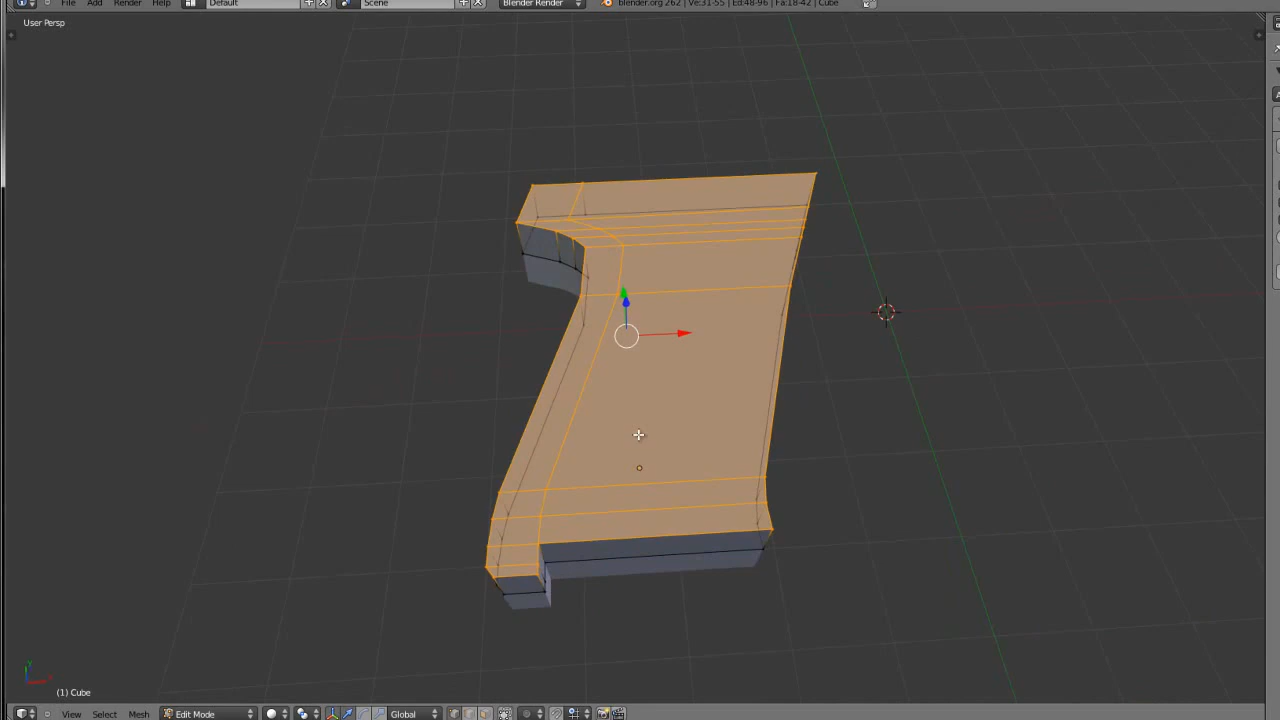 File Add Render Help Default Scene Blender Render blender.org 262 | Ve:31-55 | Ed:48-96 | Fa:18-42 | Cube
User Persp
(1) Cube
View Select Mesh Edit Mode Global